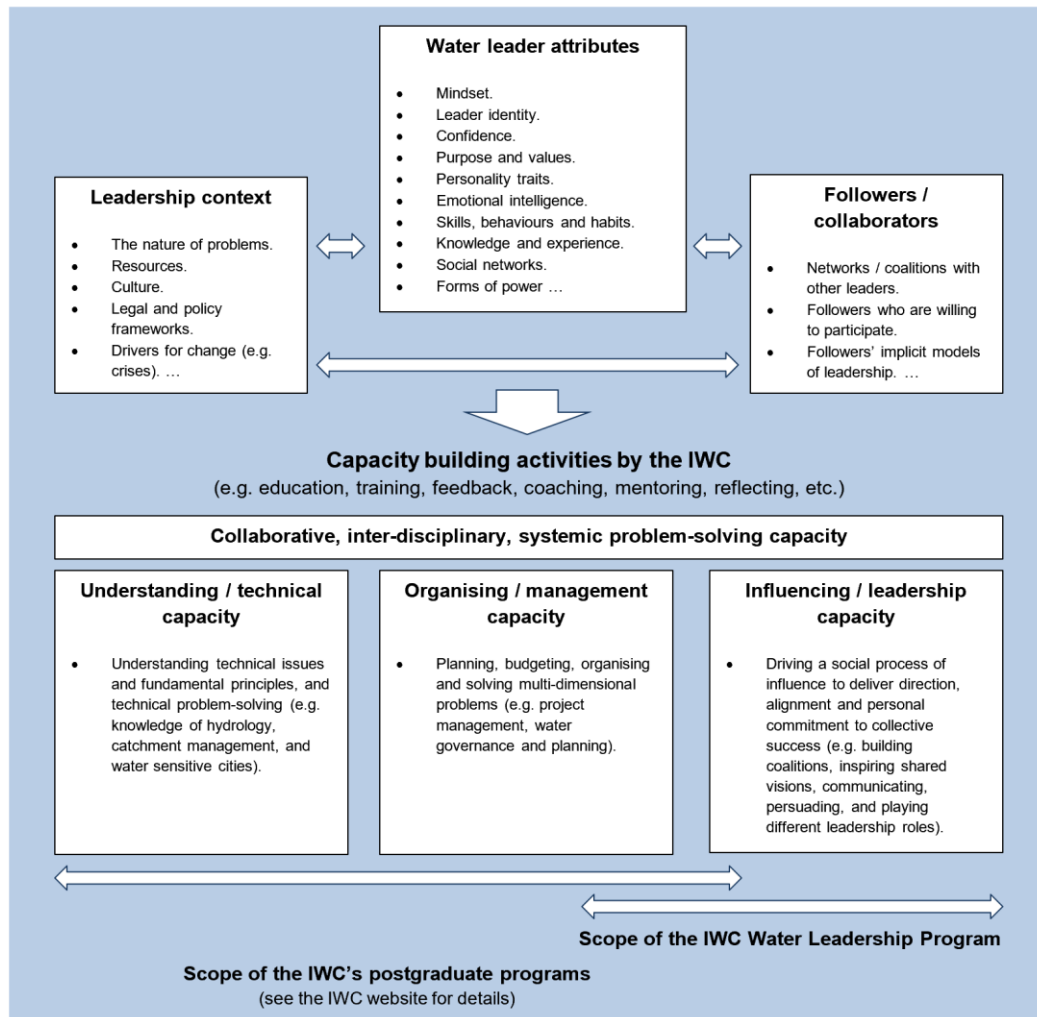 Water leader attributes
• Mindset.
• Leader identity.
• Confidence.
• Purpose and values.
• Personality traits.
• Emotional intelligence.
• Skills, behaviours and habits.
• Knowledge and experience.
• Social networks.
• Forms of power …
Leadership context
• The nature of problems.
• Resources.
• Culture.
• Legal and policy
frameworks.
• Drivers for change (e.g.
crises). …
Followers /
collaborators
• Networks / coalitions with
other leaders.
• Followers who are willing
to participate.
• Followers’ implicit models
of leadership. …
Capacity building activities by the IWC
(e.g. education, training, feedback, coaching, mentoring, reflecting, etc.)
Collaborative, inter-disciplinary, systemic problem-solving capacity
Understanding / technical
capacity
• Understanding technical issues
and fundamental principles, and
technical problem-solving (e.g.
knowledge of hydrology,
catchment management, and
water sensitive cities).
Organising / management
capacity
• Planning, budgeting, organising
and solving multi-dimensional
problems (e.g. project
management, water
governance and planning).
Influencing / leadership
capacity
• Driving a social process of
influence to deliver direction,
alignment and personal
commitment to collective
success (e.g. building
coalitions, inspiring shared
visions, communicating,
persuading, and playing
different leadership roles).
Scope of the IWC Water Leadership Program
Scope of the IWC’s postgraduate programs
(see the IWC website for details)